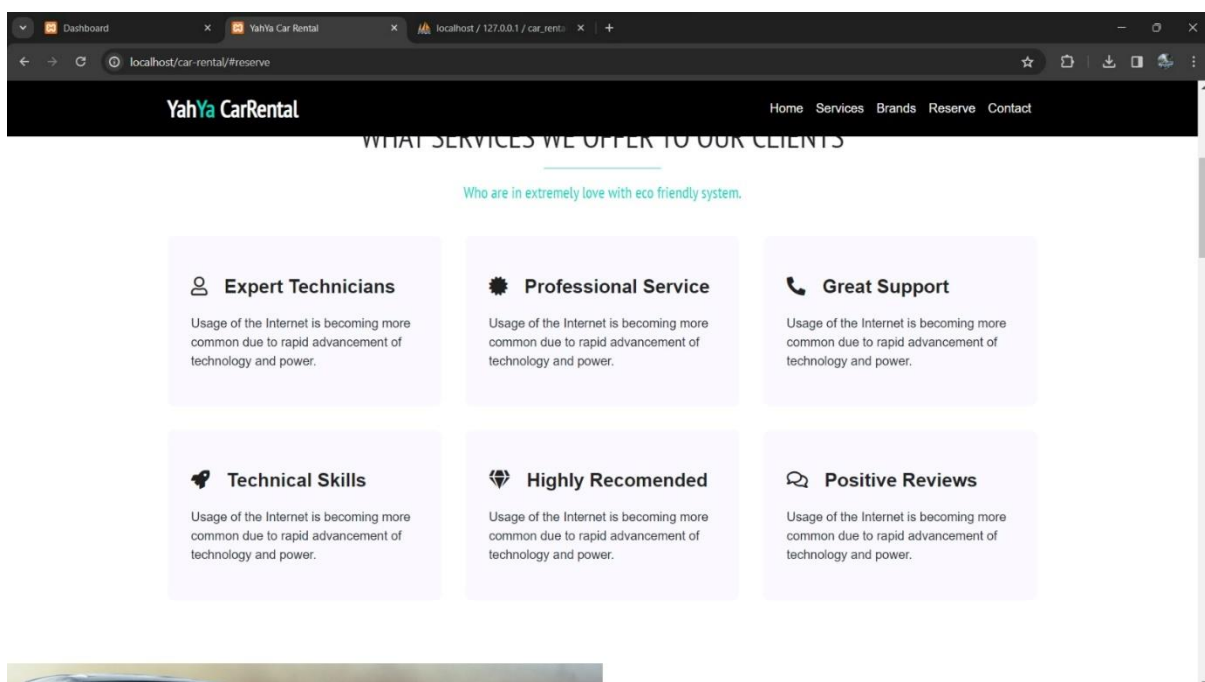 Dashboard
YahYa Car Rental
localhost / 127.0.0.1 / car_renta
localhost/car-rental/#reserve
YahYa CarRental
Home Services Brands Reserve Contact
WHAT SERVICES WE OFFER TO OUR CLIENTS
Who are in extremely love with eco friendly system.
Expert Technicians
Usage of the Internet is becoming more
common due to rapid advancement of
technology and power.
Professional Service
Usage of the Internet is becoming more
common due to rapid advancement of
technology and power.
Great Support
Usage of the Internet is becoming more
common due to rapid advancement of
technology and power.
Technical Skills
Usage of the Internet is becoming more
common due to rapid advancement of
technology and power.
Highly Recomended
Usage of the Internet is becoming more
common due to rapid advancement of
technology and power.
Positive Reviews
Usage of the Internet is becoming more
common due to rapid advancement of
technology and power.